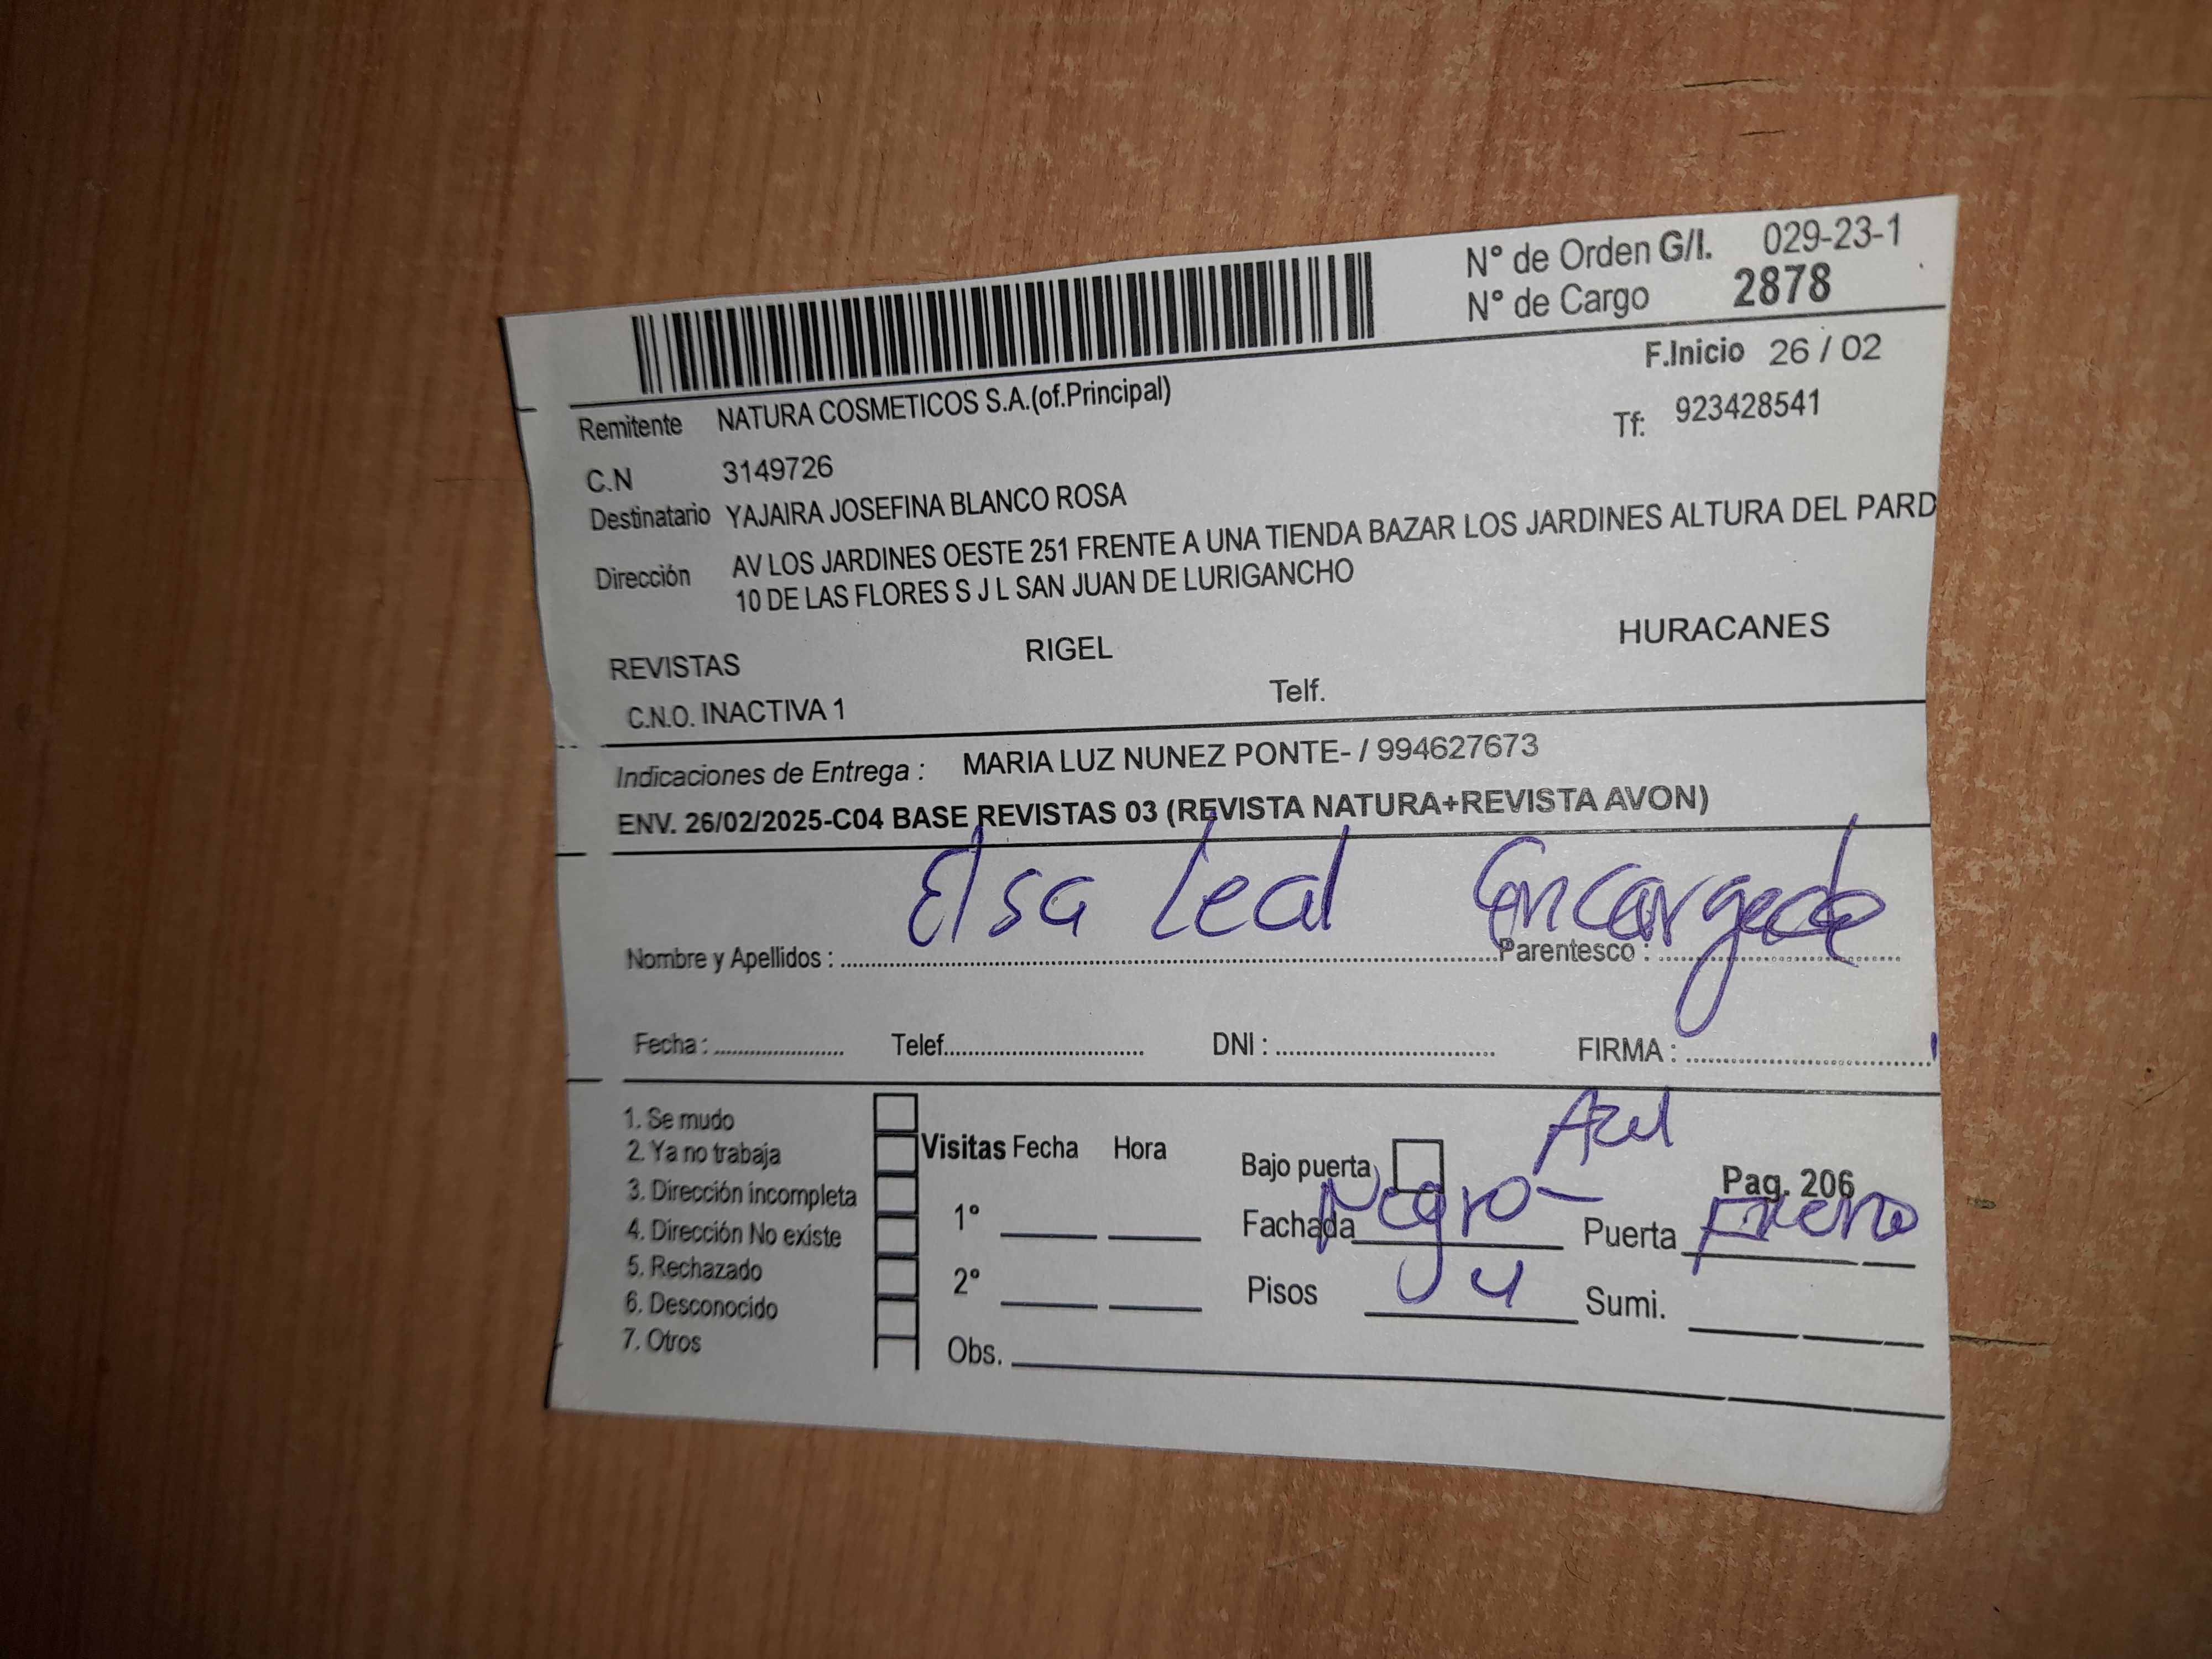 N° de Orden G/I. 029-23-1
N° de Cargo 2878
F.Inicio 26 / 02
Remitente NATURA COSMETICOS S.A.(of.Principal)
Tf: 923428541
C.N 3149726
Destinatario YAJAIRA JOSEFINA BLANCO ROSA
Dirección AV LOS JARDINES OESTE 251 FRENTE A UNA TIENDA BAZAR LOS JARDINES ALTURA DEL PARD
10 DE LAS FLORES S J L SAN JUAN DE LURIGANCHO
REVISTAS RIGEL HURACANES
C.N.O. INACTIVA 1 Telf.
Indicaciones de Entrega : MARIA LUZ NUNEZ PONTE- / 994627673
ENV. 26/02/2025-C04 BASE REVISTAS 03 (REVISTA NATURA+REVISTA AVON)
Elsa Leal Encargada
Nombre y Apellidos : Parentesco :
Fecha : Telef. DNI : FIRMA :
1. Se mudo
2. Ya no trabaja
3. Dirección incompleta
4. Dirección No existe
5. Rechazado
6. Desconocido
7. Otros
Visitas Fecha Hora
1°
2°
Obs.
Azul
Bajo puerta Pag. 206
Fachada Negro- Puerta
Pisos 4 Sumi.